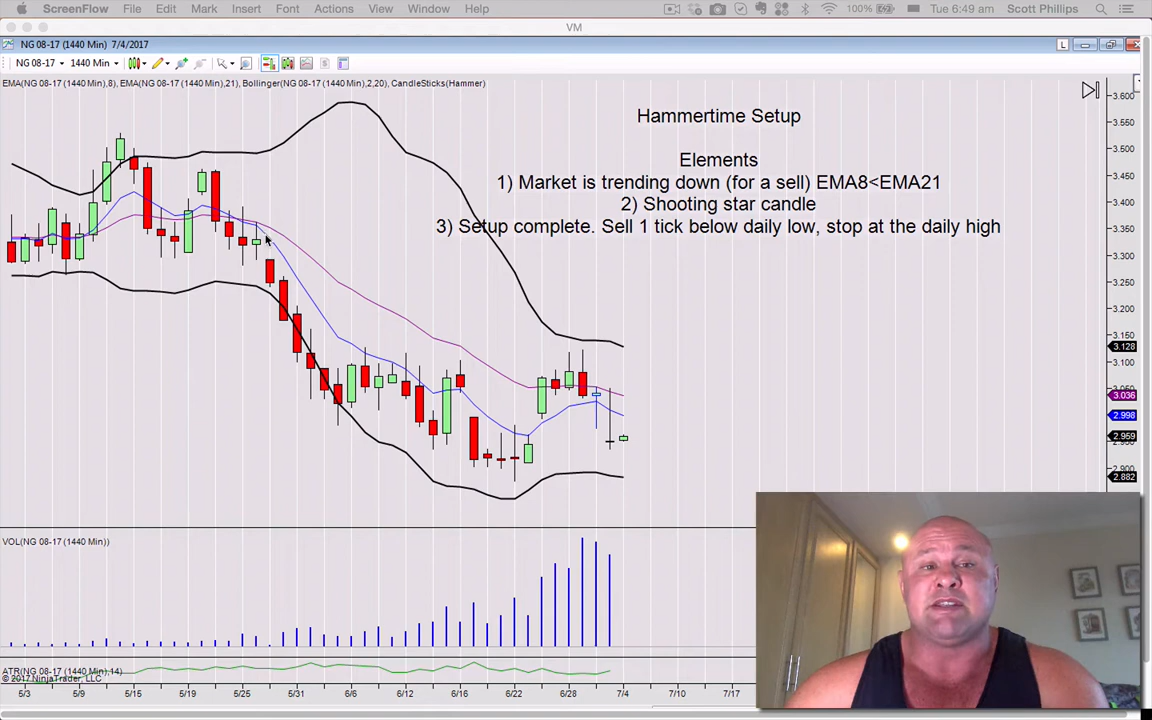 ScreenFlow File Edit Mark Insert Font Actions View Window Help 100% Tue 6:49 am Scott Phillips
VM
NG 08-17 (1440 Min) 7/4/2017
L
NG 08-17 1440 Min
EMA(NG 08-17 (1440 Min),8), EMA(NG 08-17 (1440 Min),21), Bollinger(NG 08-17 (1440 Min),2,20), CandleSticks(Hammer)
Hammertime Setup
Elements
1) Market is trending down (for a sell) EMA8<EMA21
2) Shooting star candle
3) Setup complete. Sell 1 tick below daily low, stop at the daily high
3.600
3.550
3.500
3.450
3.400
3.350
3.300
3.250
3.200
3.150
3.128
3.100
3.050
3.036
2.998
2.959
2.900
2.882
VOL(NG 08-17 (1440 Min))
ATR(NG 08-17 (1440 Min),14)
© 2017 NinjaTrader, LLC
5/3 5/9 5/15 5/19 5/25 5/31 6/6 6/12 6/16 6/22 6/28 7/4 7/10 7/17